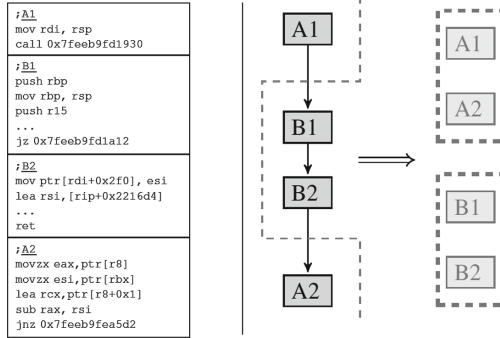 ;A1
mov rdi, rsp
call 0x7feeb9fd1930
;B1
push rbp
mov rbp, rsp
push r15
...
jz 0x7feeb9fd1a12
;B2
mov ptr[rdi+0x2f0], esi
lea rsi,[rip+0x2216d4]
...
ret
;A2
movzx eax,ptr[r8]
movzx esi,ptr[rbx]
lea rcx,ptr[r8+0x1]
sub rax, rsi
jnz 0x7feeb9fea5d2
A1
B1
B2
A2
A1
A2
B1
B2